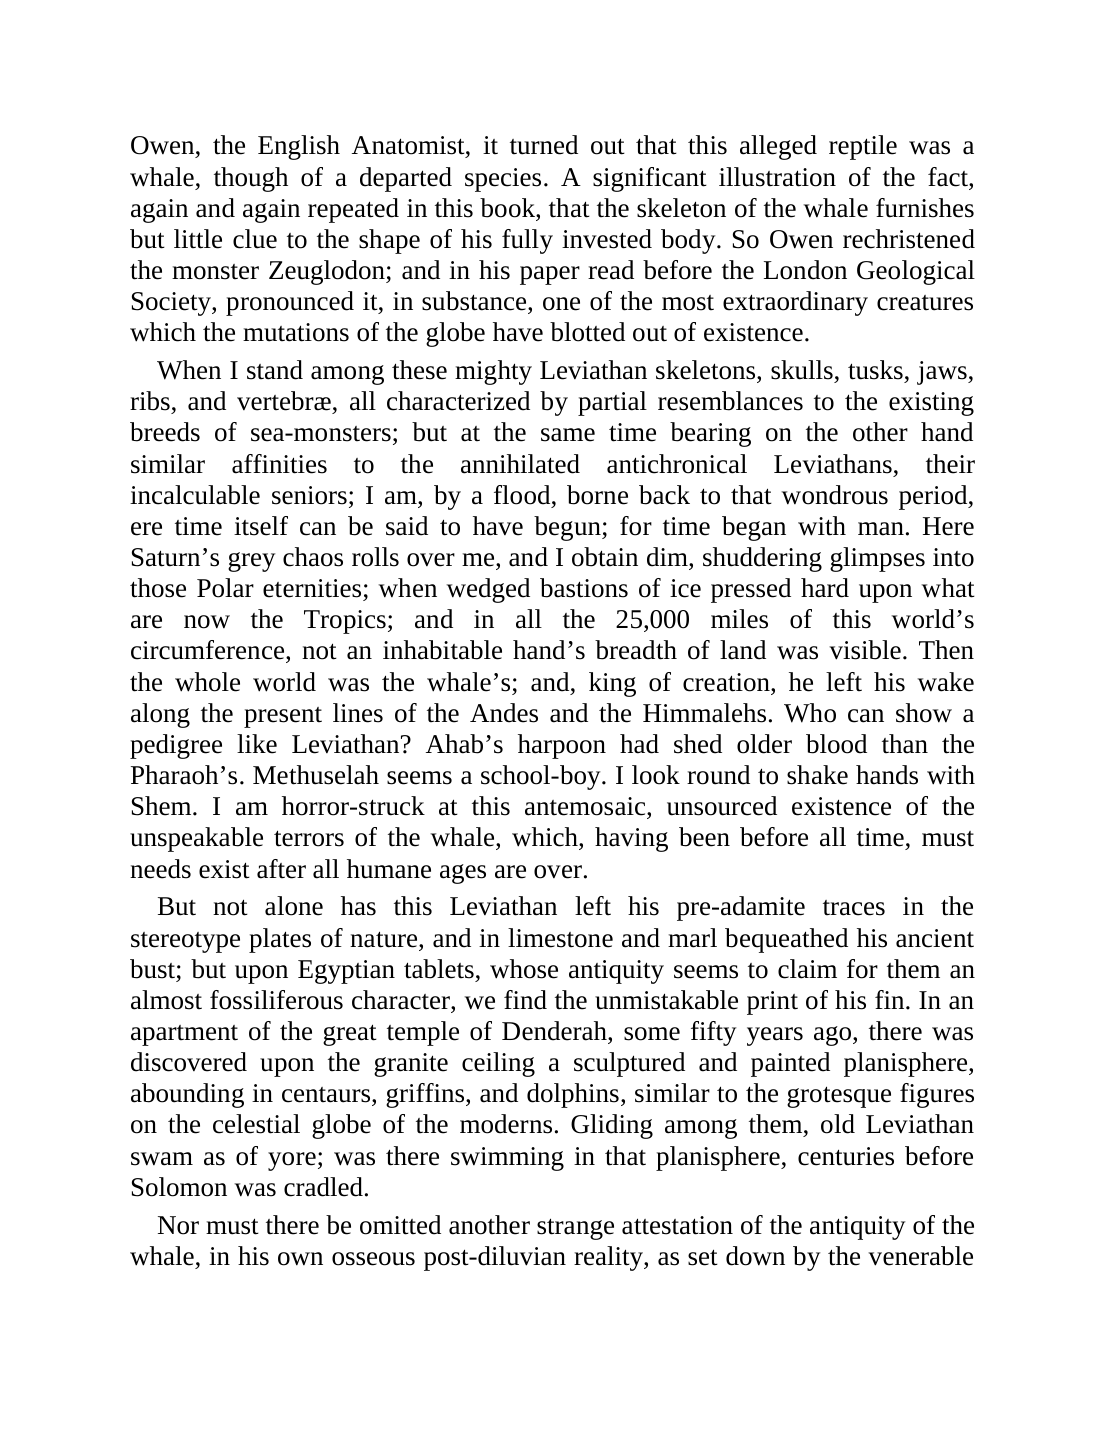 Owen, the English Anatomist, it turned out that this alleged reptile was a
whale, though of a departed species. A significant illustration of the fact,
again and again repeated in this book, that the skeleton of the whale furnishes
but little clue to the shape of his fully invested body. So Owen rechristened
the monster Zeuglodon; and in his paper read before the London Geological
Society, pronounced it, in substance, one of the most extraordinary creatures
which the mutations of the globe have blotted out of existence.
When I stand among these mighty Leviathan skeletons, skulls, tusks, jaws,
ribs, and vertebræ, all characterized by partial resemblances to the existing
breeds of sea-monsters; but at the same time bearing on the other hand
similar affinities to the annihilated antichronical Leviathans, their
incalculable seniors; I am, by a flood, borne back to that wondrous period,
ere time itself can be said to have begun; for time began with man. Here
Saturn’s grey chaos rolls over me, and I obtain dim, shuddering glimpses into
those Polar eternities; when wedged bastions of ice pressed hard upon what
are now the Tropics; and in all the 25,000 miles of this world’s
circumference, not an inhabitable hand’s breadth of land was visible. Then
the whole world was the whale’s; and, king of creation, he left his wake
along the present lines of the Andes and the Himmalehs. Who can show a
pedigree like Leviathan? Ahab’s harpoon had shed older blood than the
Pharaoh’s. Methuselah seems a school-boy. I look round to shake hands with
Shem. I am horror-struck at this antemosaic, unsourced existence of the
unspeakable terrors of the whale, which, having been before all time, must
needs exist after all humane ages are over.
But not alone has this Leviathan left his pre-adamite traces in the
stereotype plates of nature, and in limestone and marl bequeathed his ancient
bust; but upon Egyptian tablets, whose antiquity seems to claim for them an
almost fossiliferous character, we find the unmistakable print of his fin. In an
apartment of the great temple of Denderah, some fifty years ago, there was
discovered upon the granite ceiling a sculptured and painted planisphere,
abounding in centaurs, griffins, and dolphins, similar to the grotesque figures
on the celestial globe of the moderns. Gliding among them, old Leviathan
swam as of yore; was there swimming in that planisphere, centuries before
Solomon was cradled.
Nor must there be omitted another strange attestation of the antiquity of the
whale, in his own osseous post-diluvian reality, as set down by the venerable